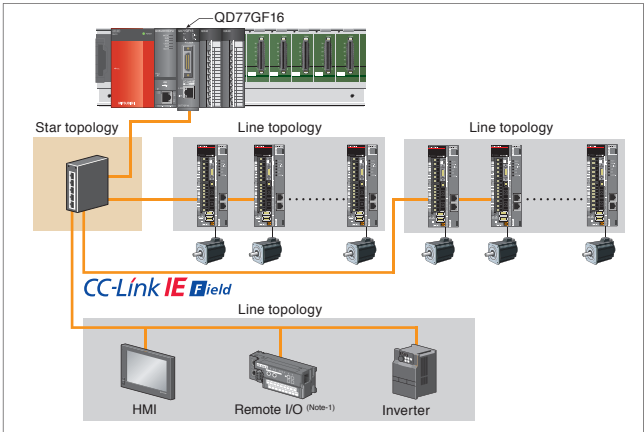 QD77GF16
Star topology
Line topology
Line topology
CC-Link IE Field
Line topology
HMI
Remote I/O (Note-1)
Inverter